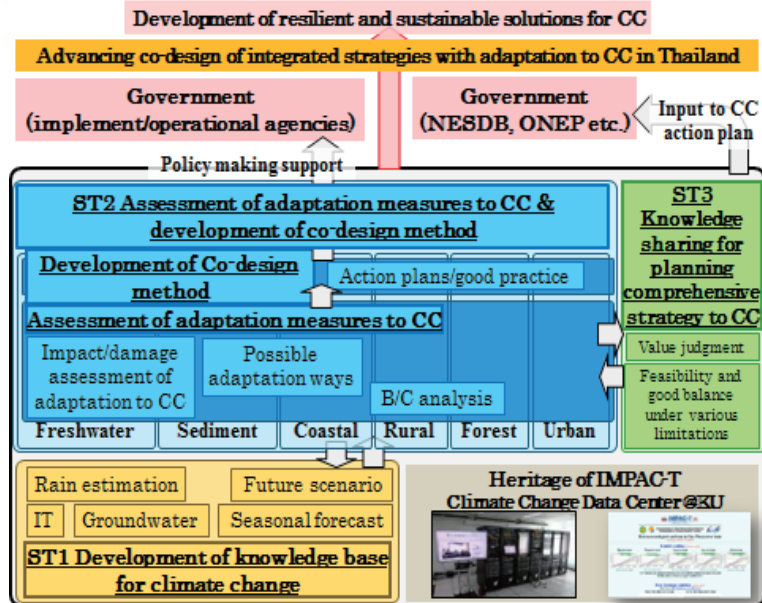 Development of resilient and sustainable solutions for CC
Advancing co-design of integrated strategies with adaptation to CC in Thailand
Government
(implement/operational agencies)
Government
(NESDB, ONEP etc.)
Input to CC
action plan
Policy making support
ST2 Assessment of adaptation measures to CC &
development of co-design method
Development of Co-design
method
Action plans/good practice
Assessment of adaptation measures to CC
Impact/damage
assessment of
adaptation to CC
Possible
adaptation ways
B/C analysis
Freshwater
Sediment
Coastal
Rural
Forest
Urban
ST3
Knowledge
sharing for
planning
comprehensive
strategy to CC
Value judgment
Feasibility and
good balance
under various
limitations
Rain estimation
Future scenario
IT
Groundwater
Seasonal forecast
ST1 Development of knowledge base
for climate change
Heritage of IMPAC-T
Climate Change Data Center@KU